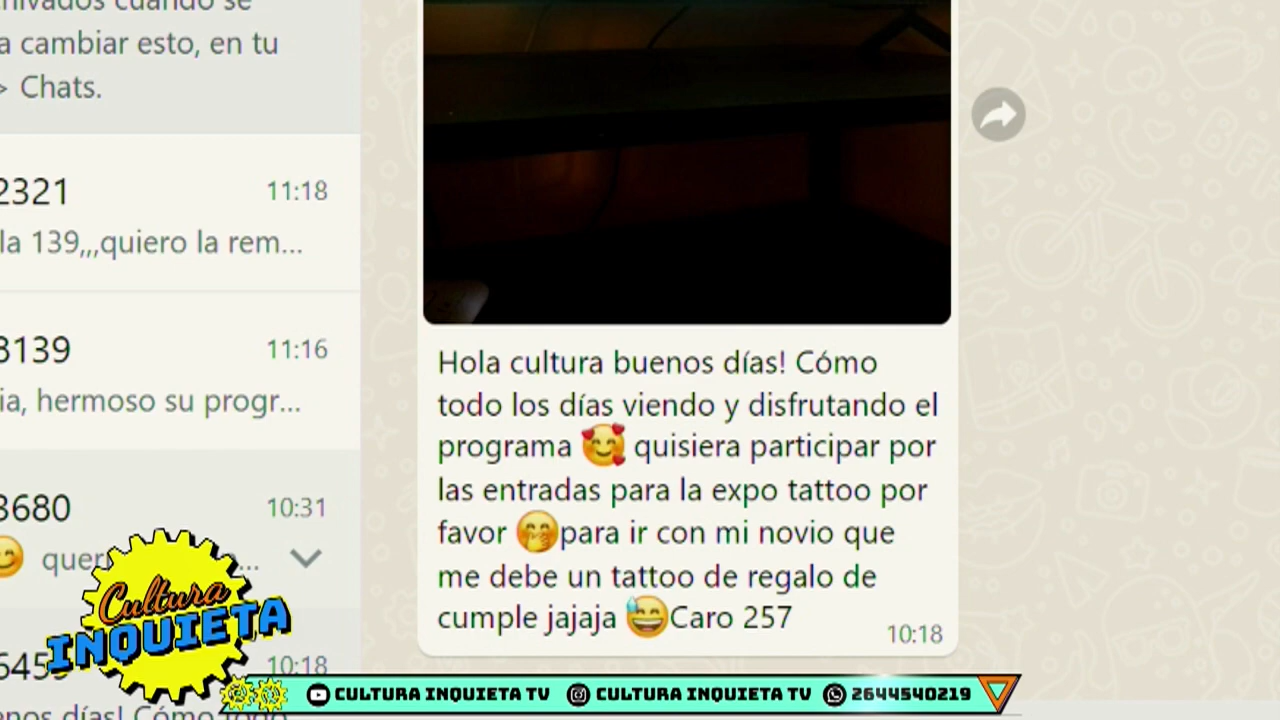 cuando se
a cambiar esto, en tu
> Chats.
2321 11:18
la 139,,,quiero la rem...
3139 11:16
ia, hermoso su progr...
3680 10:31
😊 quer ...
645 10:18
Hola cultura buenos días! Cómo
todo los días viendo y disfrutando el
programa 🥰 quisiera participar por
las entradas para la expo tattoo por
favor 🤭para ir con mi novio que
me debe un tattoo de regalo de
cumple jajaja 😅Caro 257
10:18
Cultura
INQUIETA
CULTURA INQUIETA TV CULTURA INQUIETA TV 2644540219